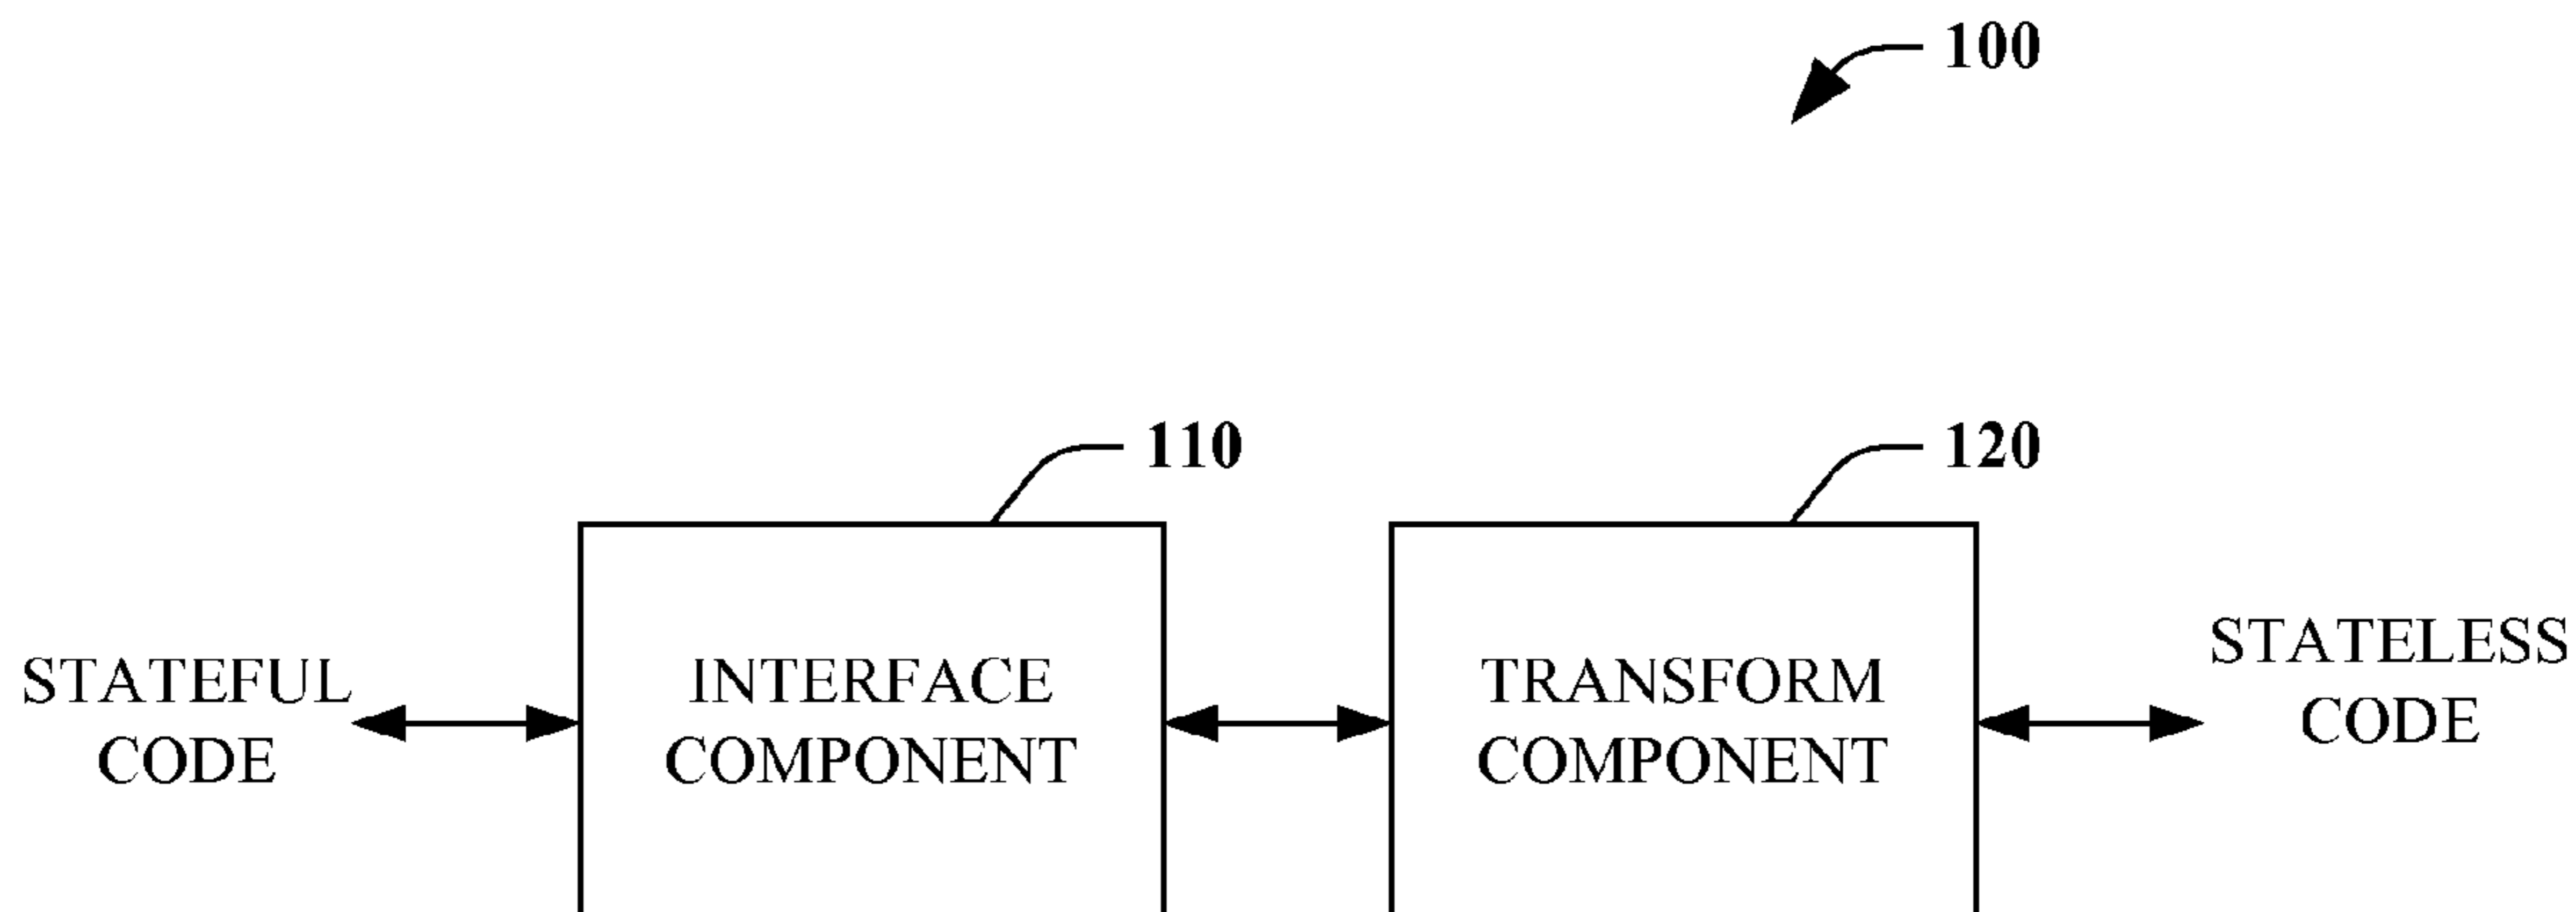 100
110
120
STATEFUL
CODE
INTERFACE
COMPONENT
TRANSFORM
COMPONENT
STATELESS
CODE